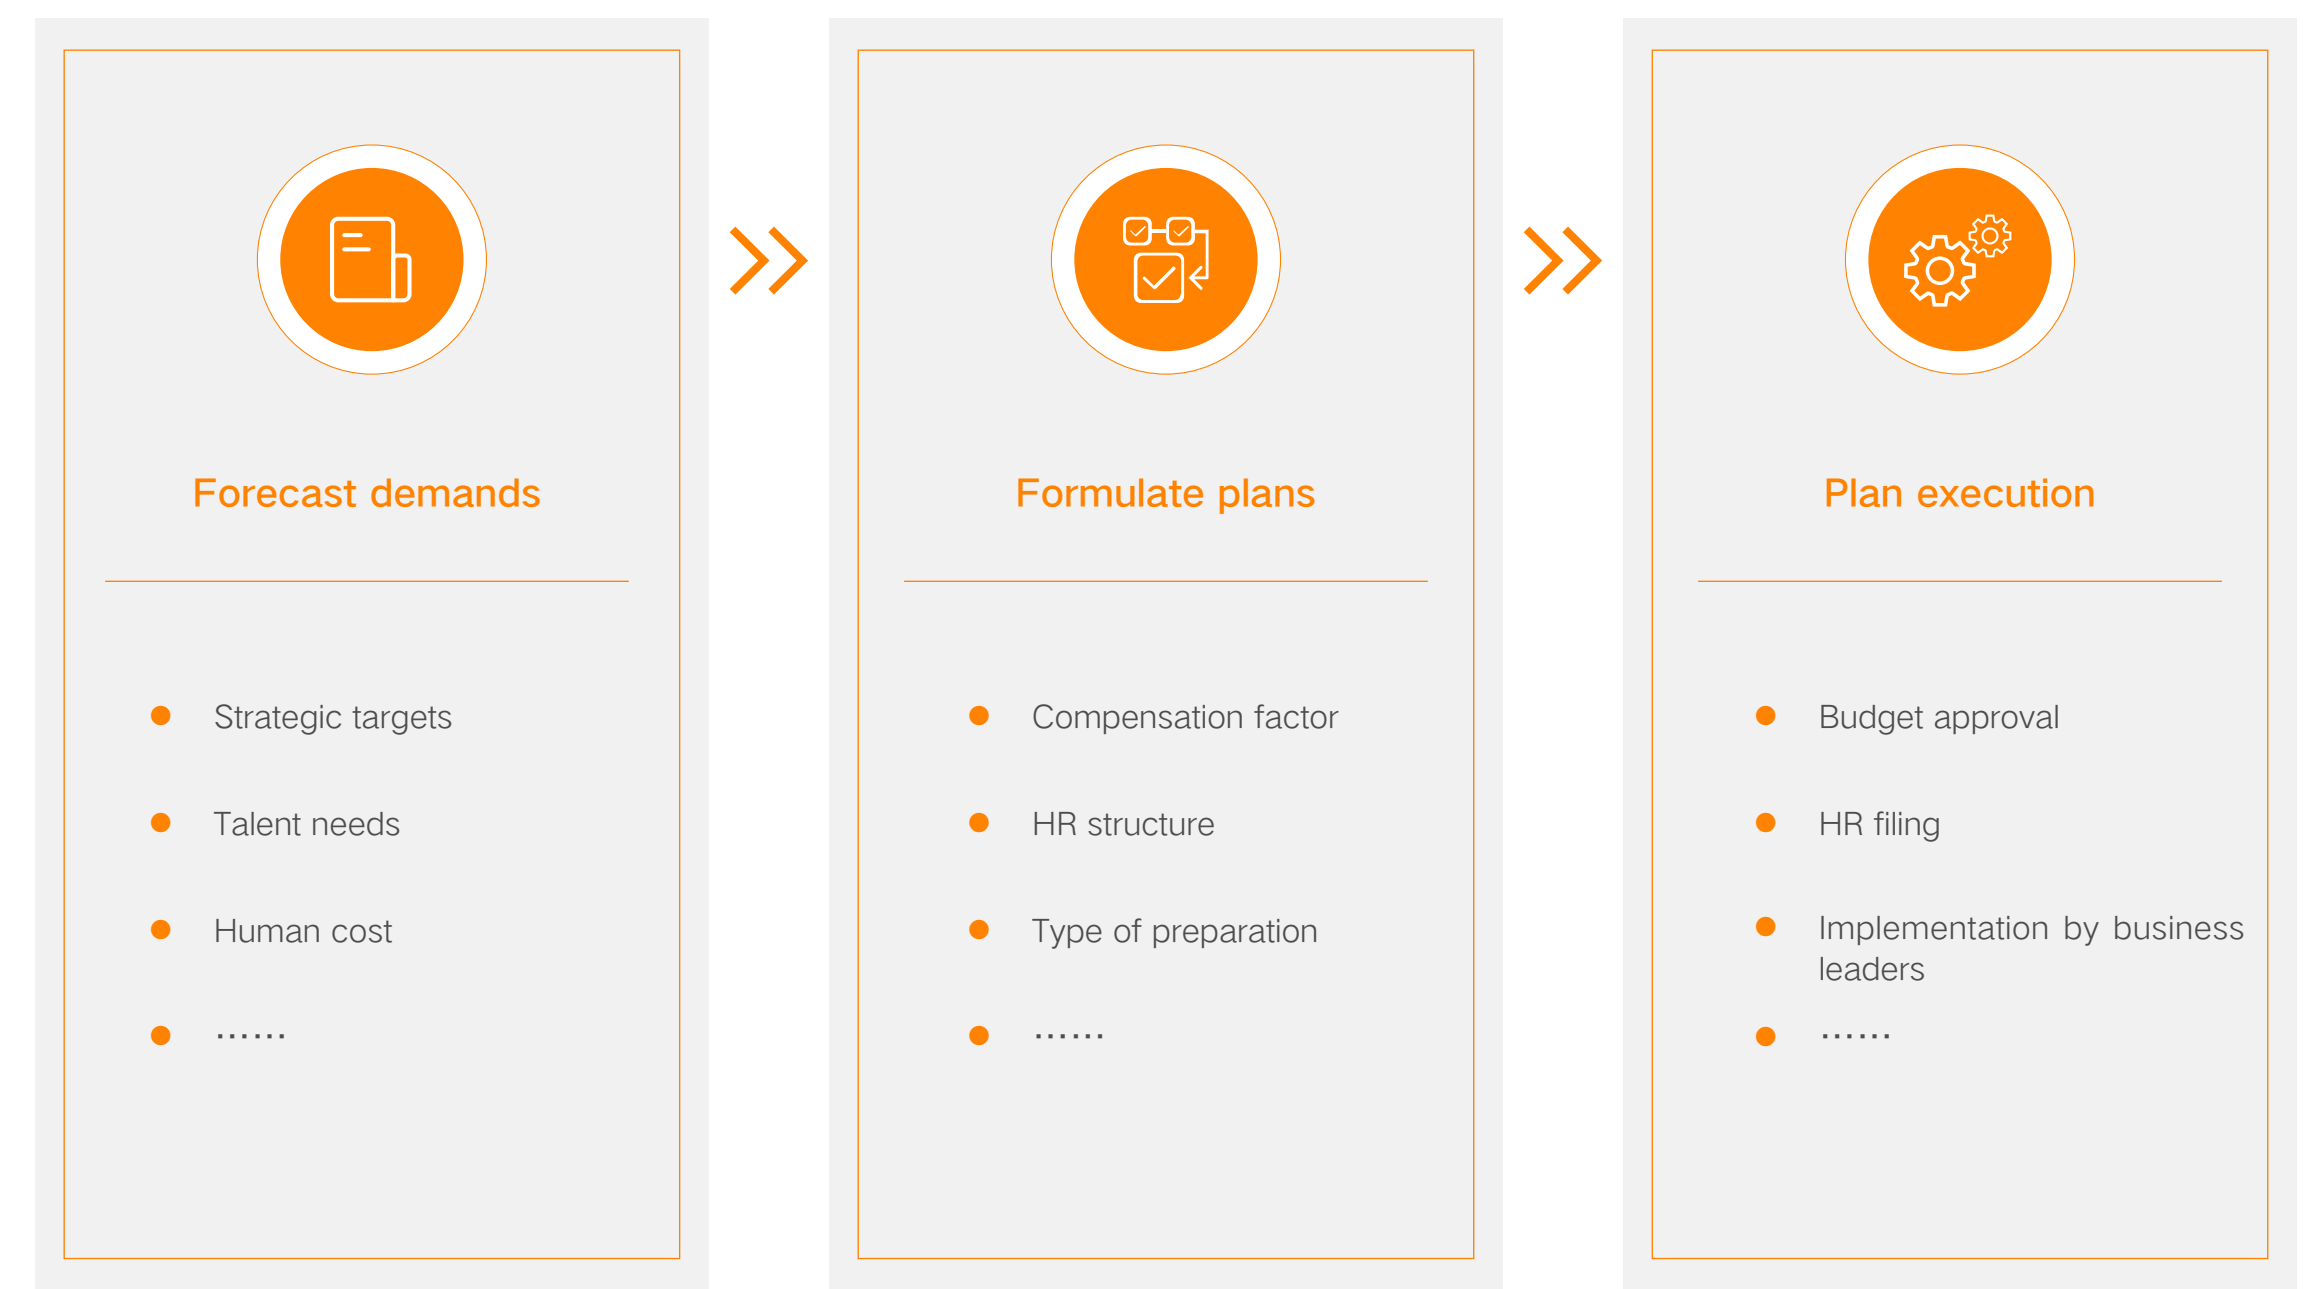 Forecast demands
Strategic targets
Talent needs
Human cost
······
Formulate plans
Compensation factor
HR structure
Type of preparation
······
Plan execution
Budget approval
HR filing
Implementation by business
leaders
······